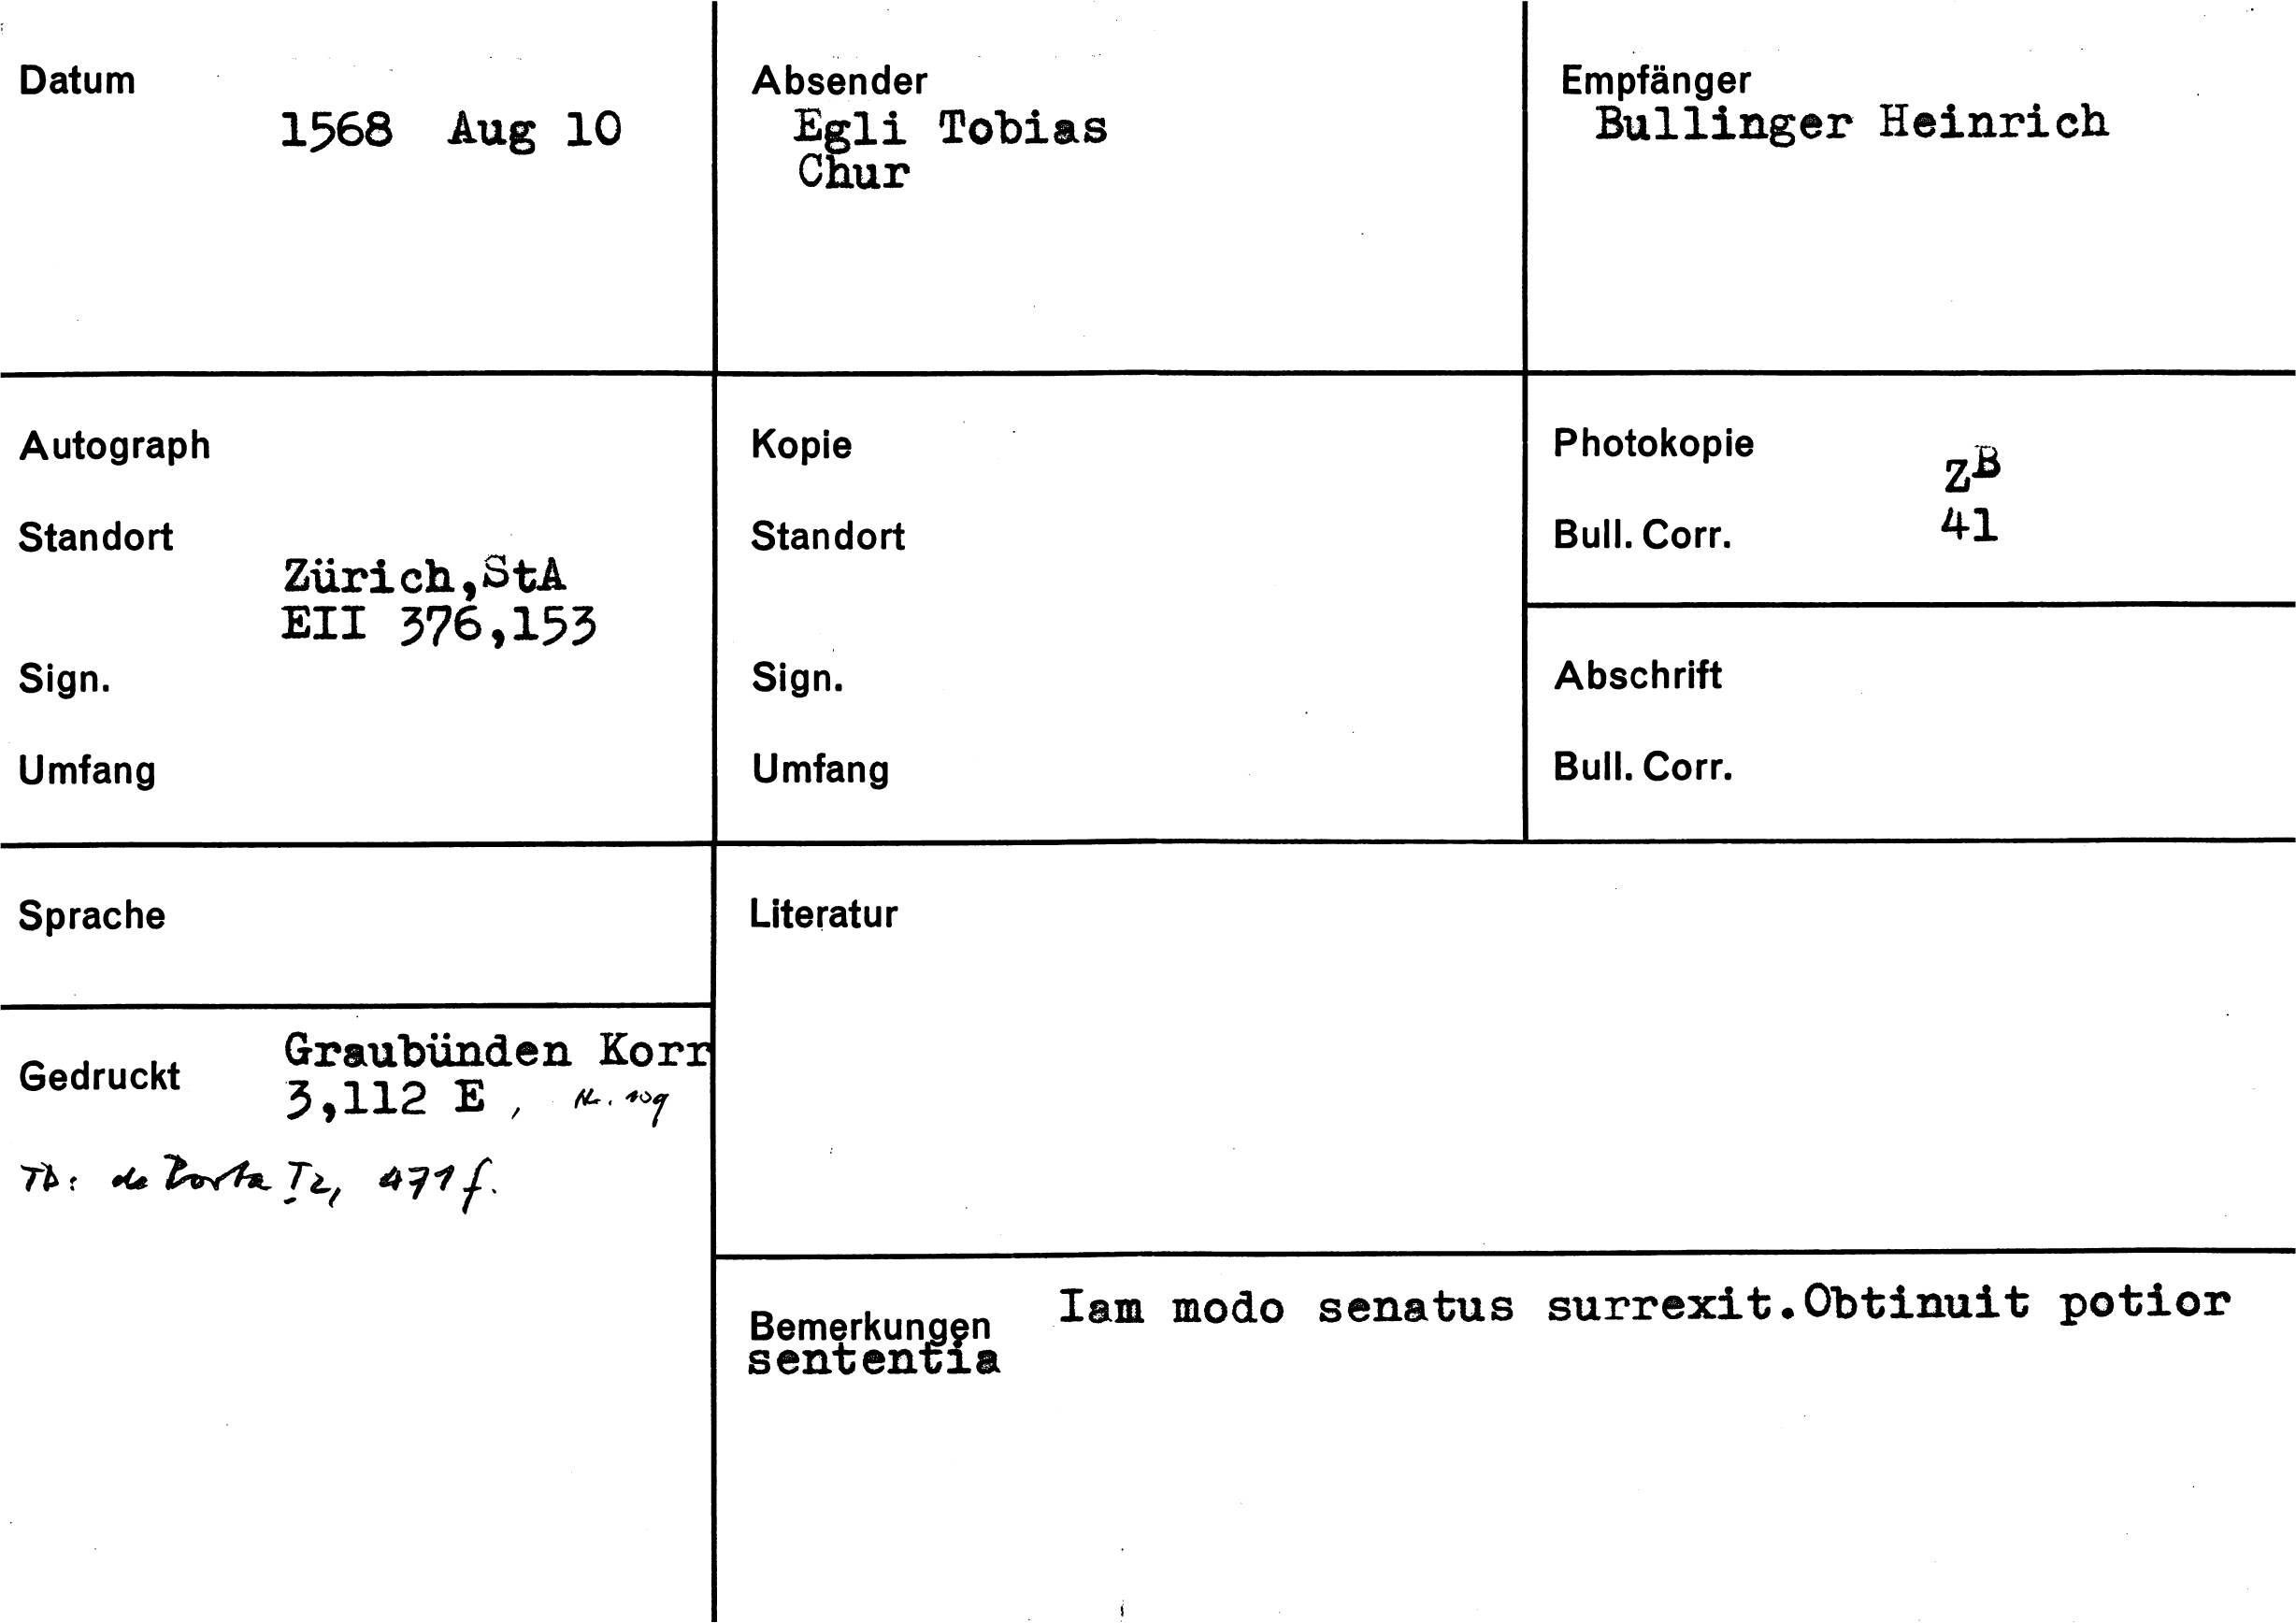 Datum
1568 Aug 10
Absender
Egli Tobias
Chur
Empfänger
Bullinger Heinrich
Autograph
Standort
Zürich,StA
EII 376,153
Sign.
Umfang
Kopie
Standort
Sign.
Umfang
Photokopie
ZB
Bull. Corr. 41
Abschrift
Bull. Corr.
Sprache
Literatur
Gedruckt
Graubünden Korr
3,112 E, Nr. 109
TD: de Porta I2, 471 f.
Bemerkungen Iam modo senatus surrexit.Obtinuit potior
sententia